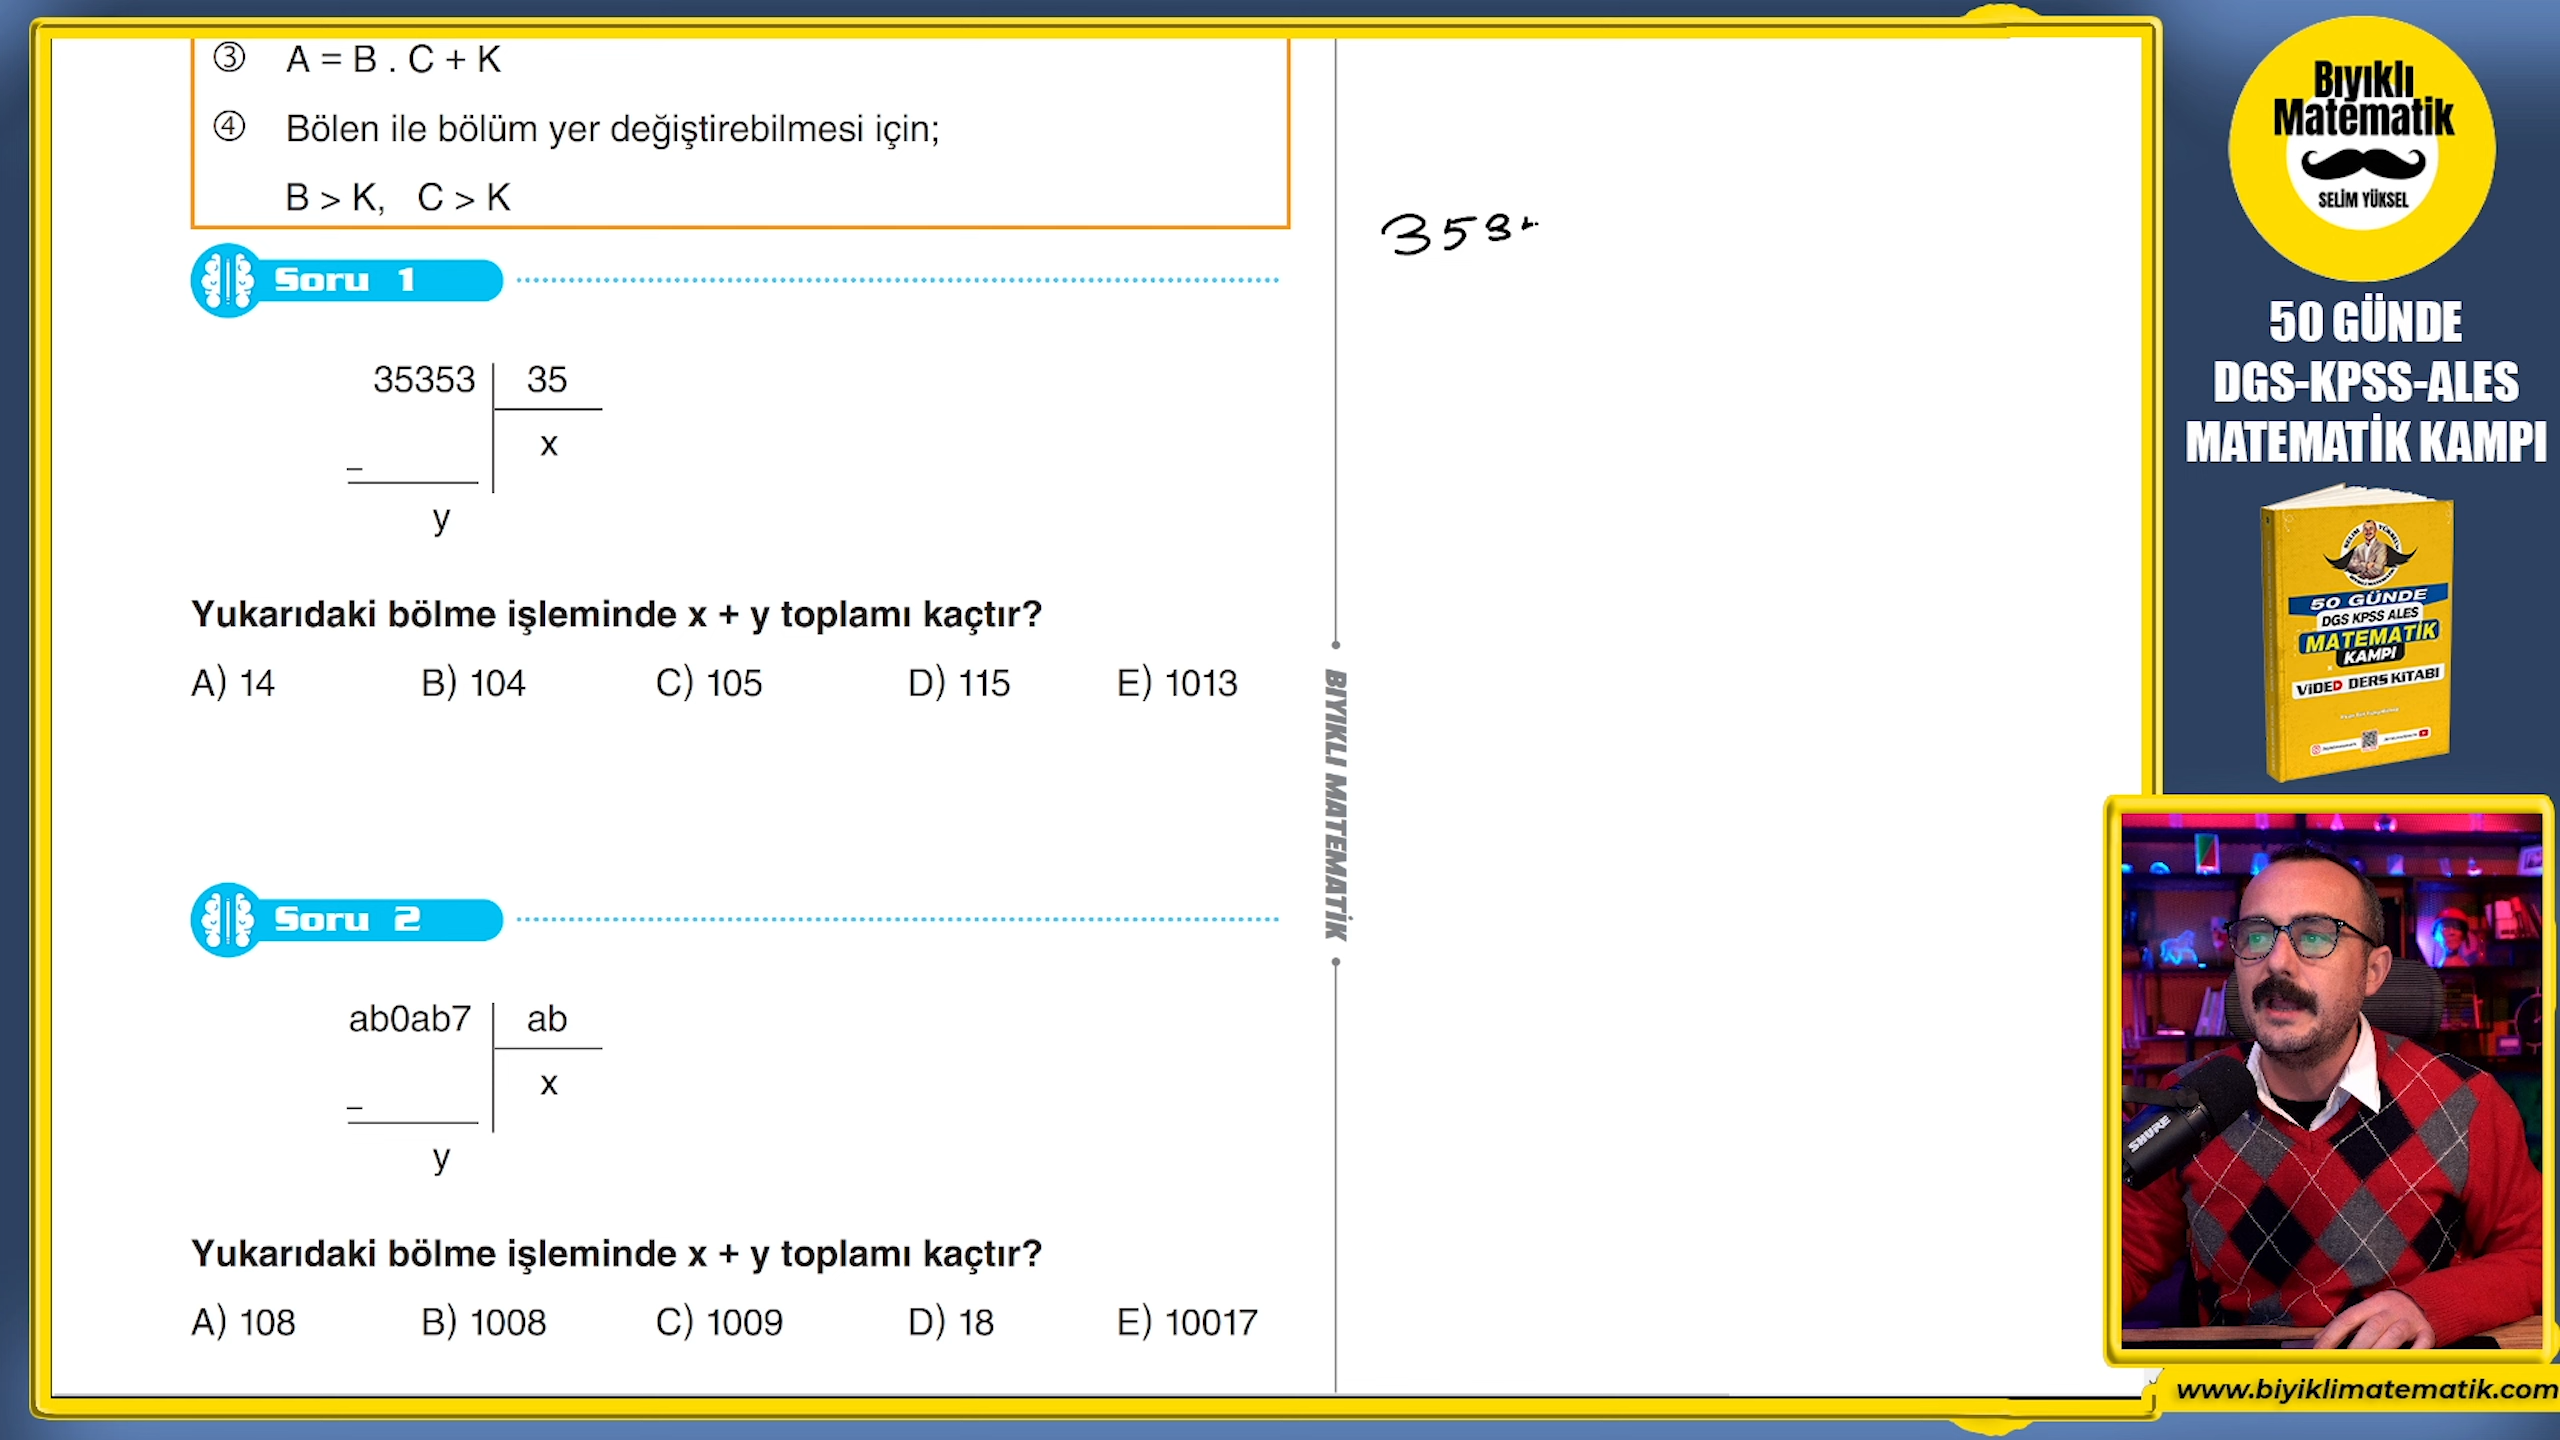 ③ A = B . C + K
④ Bölen ile bölüm yer değiştirebilmesi için;
B > K, C > K
Soru 1
35353 35
x
–
y
Yukarıdaki bölme işleminde x + y toplamı kaçtır?
A) 14 B) 104 C) 105 D) 115 E) 1013
Soru 2
ab0ab7 ab
x
–
y
Yukarıdaki bölme işleminde x + y toplamı kaçtır?
A) 108 B) 1008 C) 1009 D) 18 E) 10017
BIYIKLI MATEMATİK
353
Bıyıklı
Matematik
SELİM YÜKSEL
50 GÜNDE
DGS-KPSS-ALES
MATEMATİK KAMPI
50 GÜNDE
DGS KPSS ALES
MATEMATİK
KAMPI
VİDEO DERS KİTABI
SHURE
www.biyiklimatematik.com